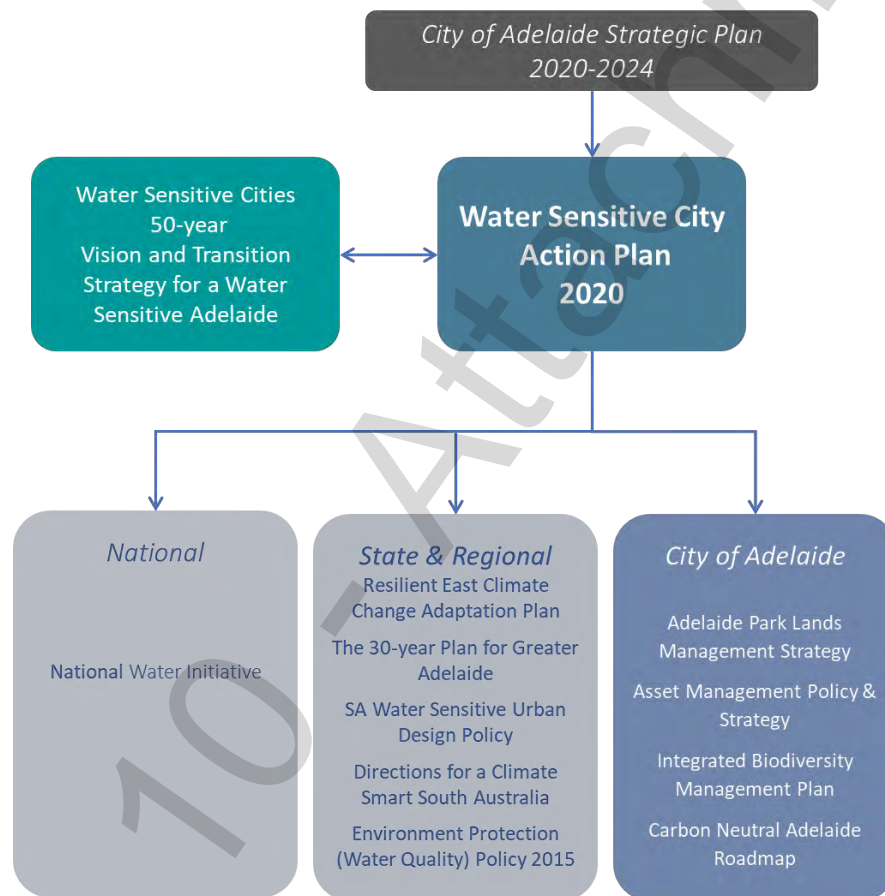 City of Adelaide Strategic Plan
2020-2024
Water Sensitive Cities
50-year
Vision and Transition
Strategy for a Water
Sensitive Adelaide
Water Sensitive City
Action Plan
2020
National
National Water Initiative
State & Regional
Resilient East Climate
Change Adaptation Plan
The 30-year Plan for Greater
Adelaide
SA Water Sensitive Urban
Design Policy
Directions for a Climate
Smart South Australia
Environment Protection
(Water Quality) Policy 2015
City of Adelaide
Adelaide Park Lands
Management Strategy
Asset Management Policy &
Strategy
Integrated Biodiversity
Management Plan
Carbon Neutral Adelaide
Roadmap
10 -